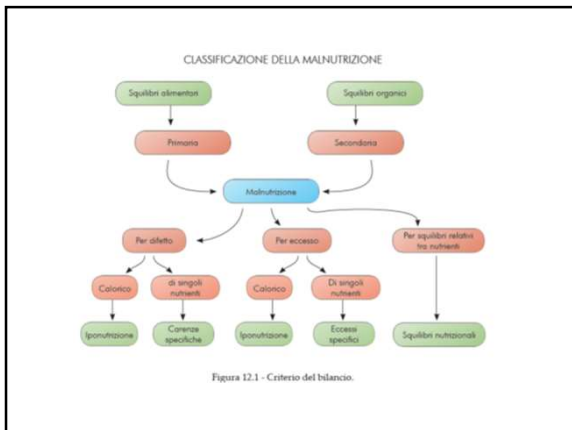 CLASSIFICAZIONE DELLA MALNUTRIZIONE
Squilibri alimentari
Squilibri organici
Primaria
Secondaria
Malnutrizione
Per difetto
Per eccesso
Per squilibri relativi
tra nutrienti
Calorico
di singoli
nutrienti
Calorico
Di singoli
nutrienti
Iponutrizione
Carenze
specifiche
Iponutrizione
Eccessi
specifici
Squilibri nutrizionali
Figura 12.1 - Criterio del bilancio.